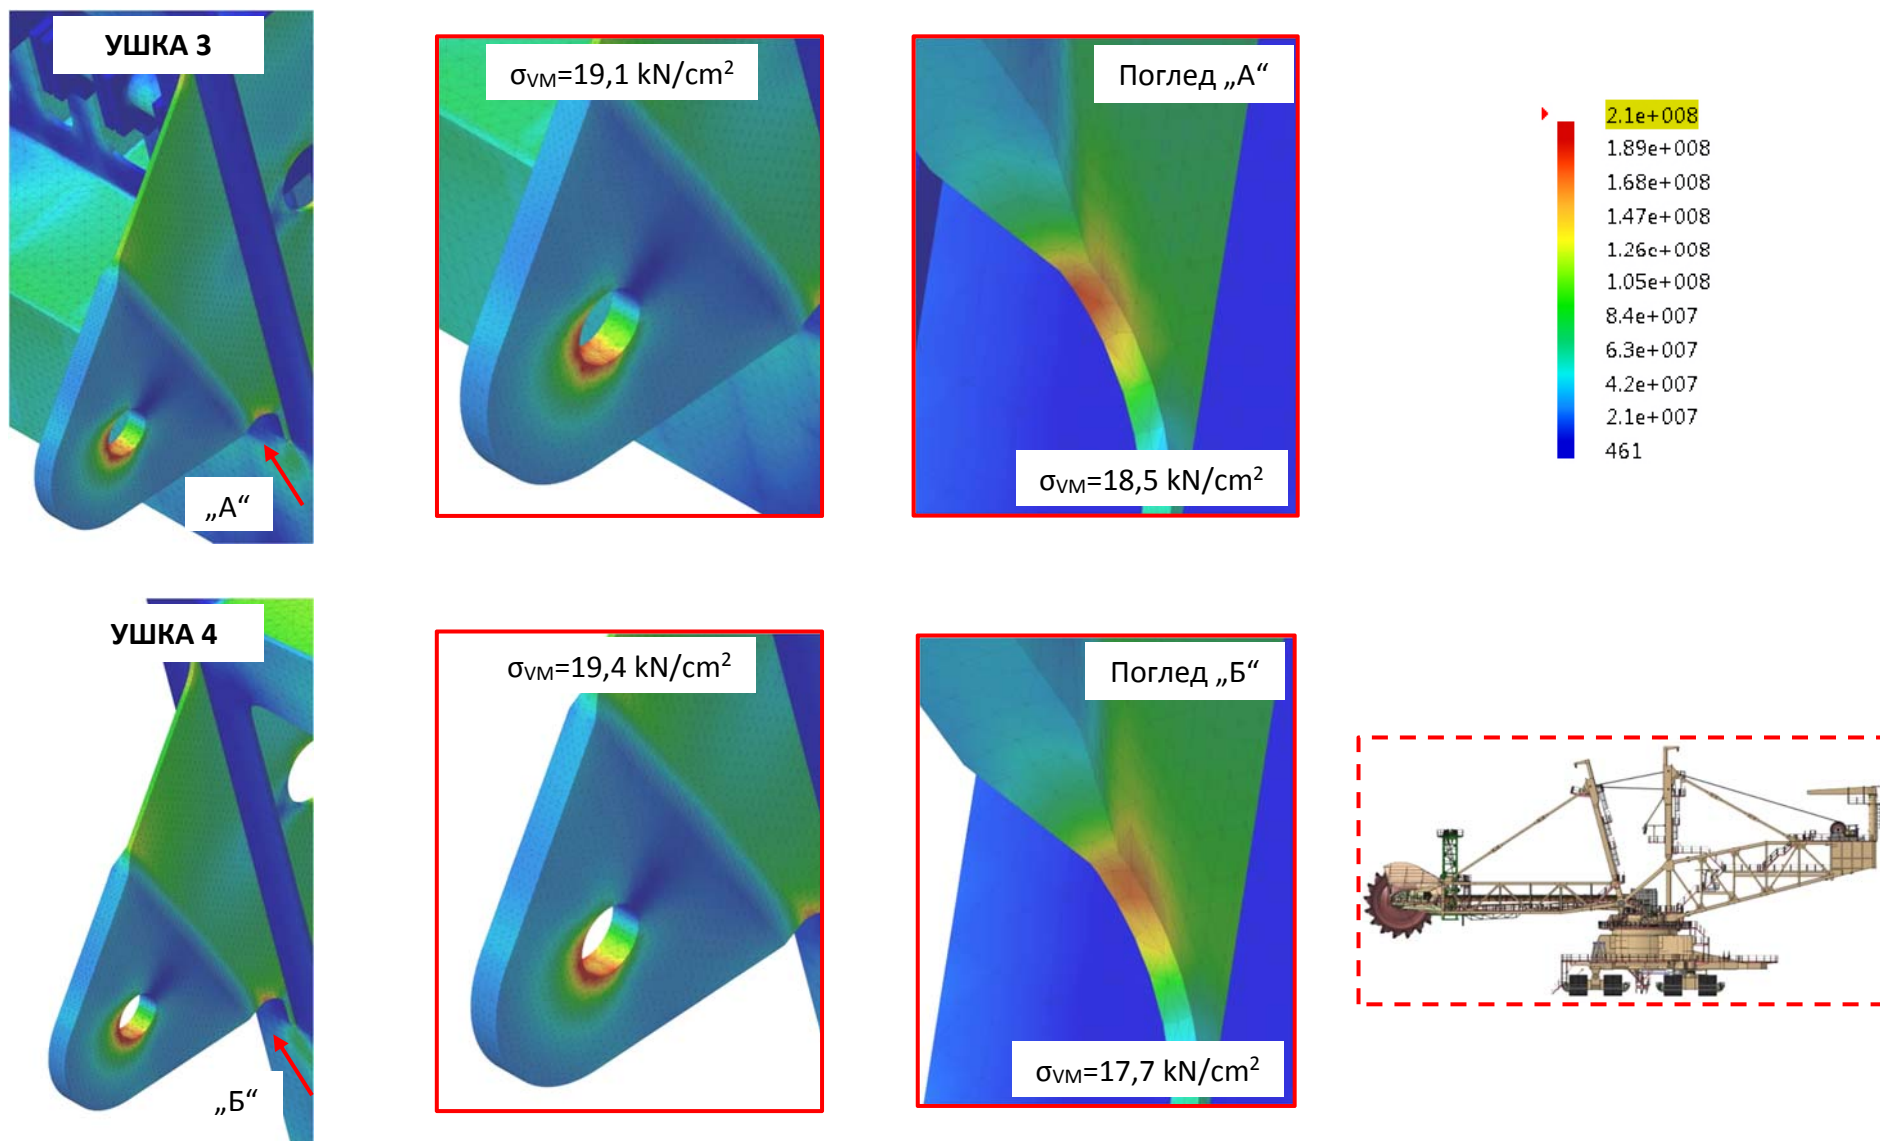 УШКА 3
σVM=19,1 kN/cm²
Поглед „А“
„А“
σVM=18,5 kN/cm²
2.1e+008
1.89e+008
1.68e+008
1.47e+008
1.26e+008
1.05e+008
8.4e+007
6.3e+007
4.2e+007
2.1e+007
461
УШКА 4
σVM=19,4 kN/cm²
Поглед „Б“
„Б“
σVM=17,7 kN/cm²